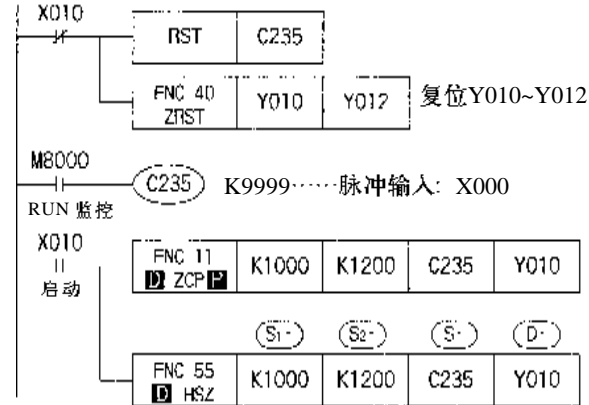 X010
RST C235
FNC 40 ZRST Y010 Y012 复位Y010~Y012
M8000
C235 K9999……脉冲输入: X000
RUN 监控
X010
启动
FNC 11 D ZCP P K1000 K1200 C235 Y010
S1· S2· S· D·
FNC 55 D HSZ K1000 K1200 C235 Y010